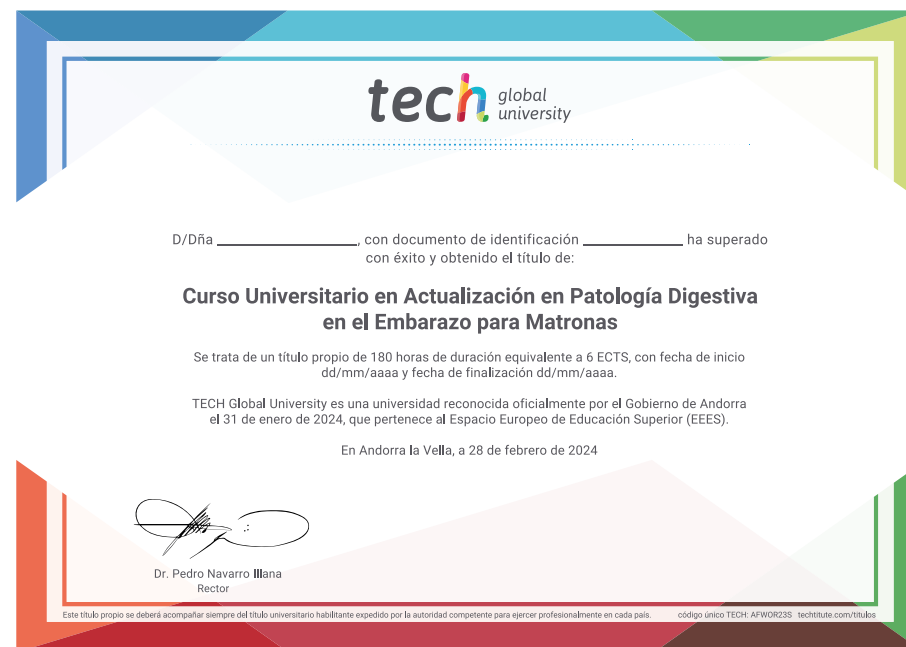 tech global university
D/Dña ____________________, con documento de identificación ______________ ha superado
con éxito y obtenido el título de:
Curso Universitario en Actualización en Patología Digestiva
en el Embarazo para Matronas
Se trata de un título propio de 180 horas de duración equivalente a 6 ECTS, con fecha de inicio
dd/mm/aaaa y fecha de finalización dd/mm/aaaa.
TECH Global University es una universidad reconocida oficialmente por el Gobierno de Andorra
el 31 de enero de 2024, que pertenece al Espacio Europeo de Educación Superior (EEES).
En Andorra la Vella, a 28 de febrero de 2024
Dr. Pedro Navarro Illana
Rector
Este título propio se deberá acompañar siempre del título universitario habilitante expedido por la autoridad competente para ejercer profesionalmente en cada país. código único TECH: AFWOR23S techtitute.com/titulos